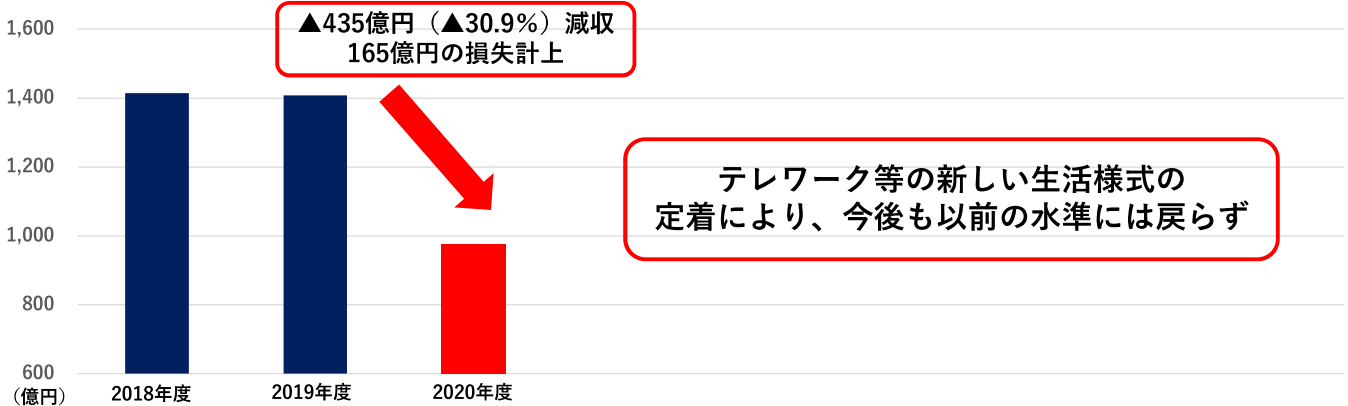 ▲435億円（▲30.9％）減収
165億円の損失計上
テレワーク等の新しい生活様式の
定着により、今後も以前の水準には戻らず
1,600
1,400
1,200
1,000
800
600
（億円）
2018年度
2019年度
2020年度